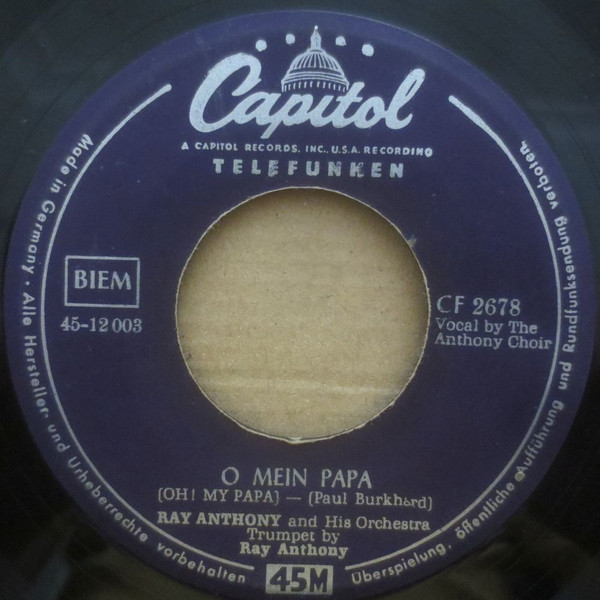 Capitol
A CAPITOL RECORDS, INC., U.S.A. RECORDING
TELEFUNKEN
BIEM
45-12 003
CF 2678
Vocal by The
Anthony Choir
O MEIN PAPA
(OH! MY PAPA) — (Paul Burkhard)
RAY ANTHONY and His Orchestra
Trumpet by
Ray Anthony
45M
Made in Germany · Alle Hersteller- und Urheberrechte vorbehalten
Überspielung, öffentliche Aufführung und Rundfunksendung verboten.